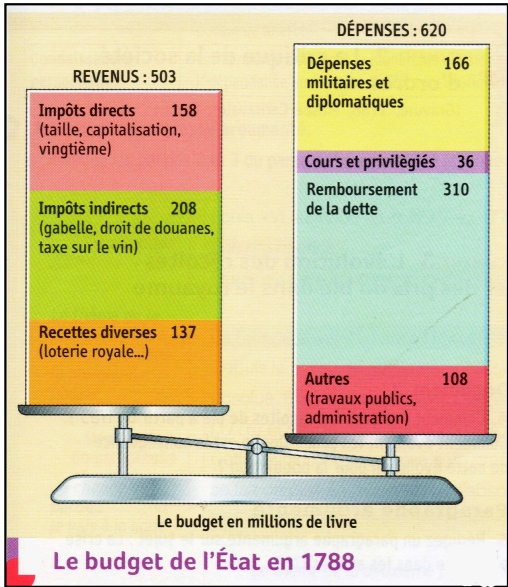 DÉPENSES : 620
Dépenses 166
militaires et
diplomatiques
Cours et privilègiés 36
Remboursement 310
de la dette
Autres 108
(travaux publics,
administration)
REVENUS : 503
Impôts directs 158
(taille, capitalisation,
vingtième)
Impôts indirects 208
(gabelle, droit de douanes,
taxe sur le vin)
Recettes diverses 137
(loterie royale...)
Le budget en millions de livre
Le budget de l'État en 1788